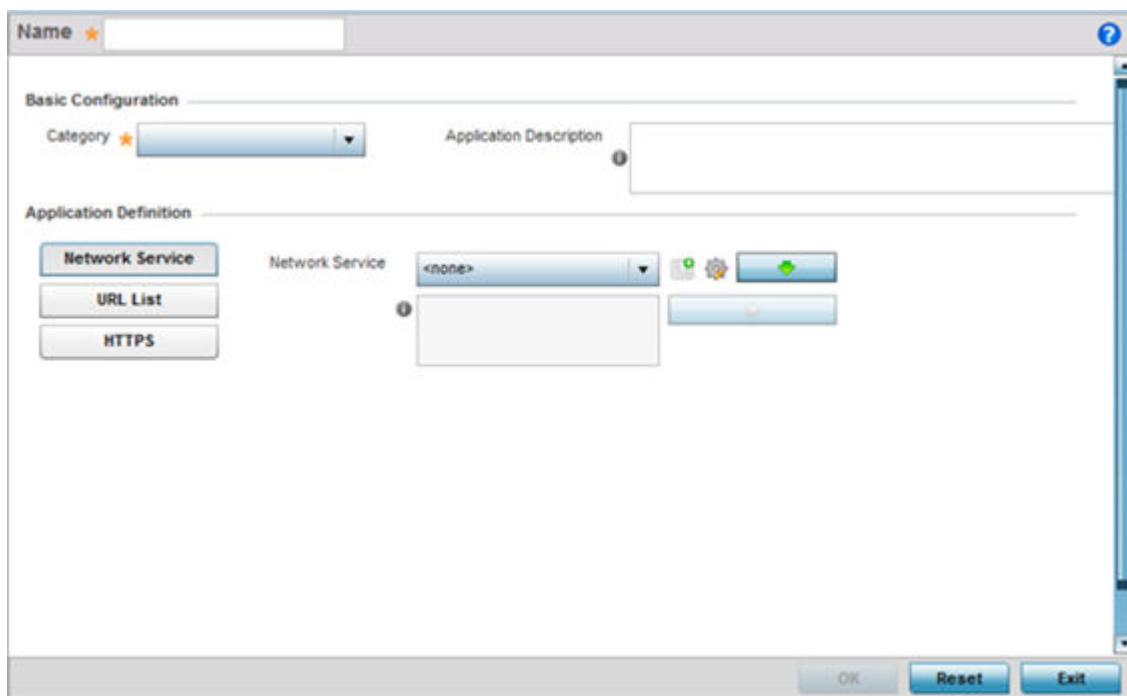 Name
Basic Configuration
Category
Application Description
Application Definition
Network Service
URL List
HTTPS
Network Service
<none>
OK
Reset
Exit